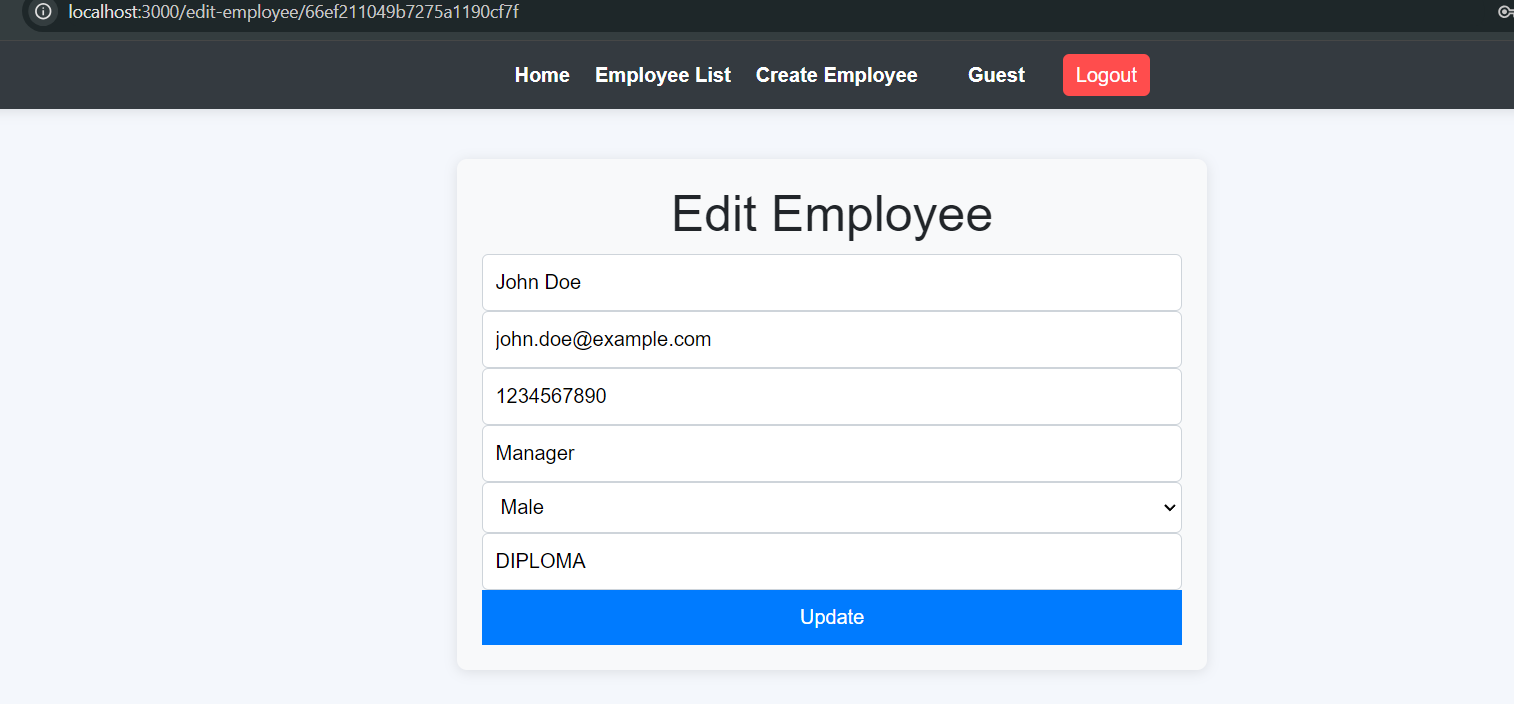 localhost:3000/edit-employee/66ef211049b7275a1190cf7f
Home Employee List Create Employee Guest Logout
Edit Employee
John Doe
john.doe@example.com
1234567890
Manager
Male
DIPLOMA
Update